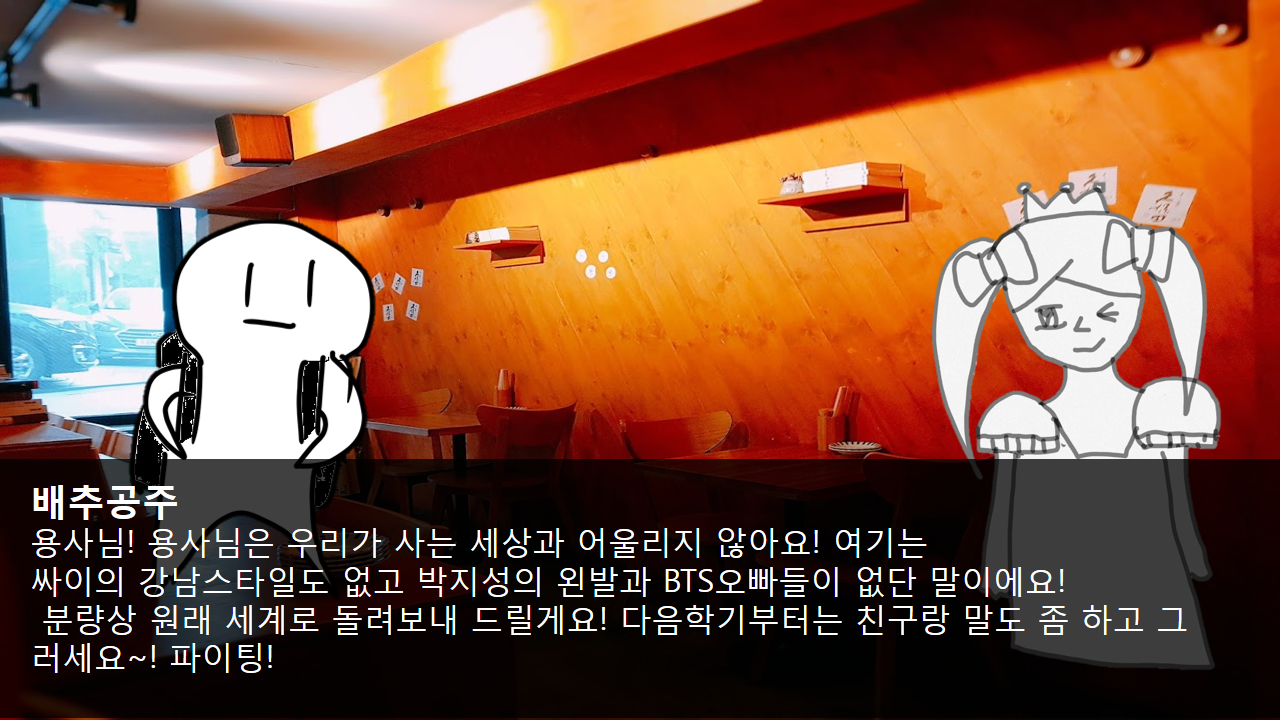 배추공주
용사님! 용사님은 우리가 사는 세상과 어울리지 않아요! 여기는
싸이의 강남스타일도 없고 박지성의 왼발과 BTS오빠들이 없단 말이에요!
분량상 원래 세계로 돌려보내 드릴게요! 다음학기부터는 친구랑 말도 좀 하고 그
러세요~! 파이팅!